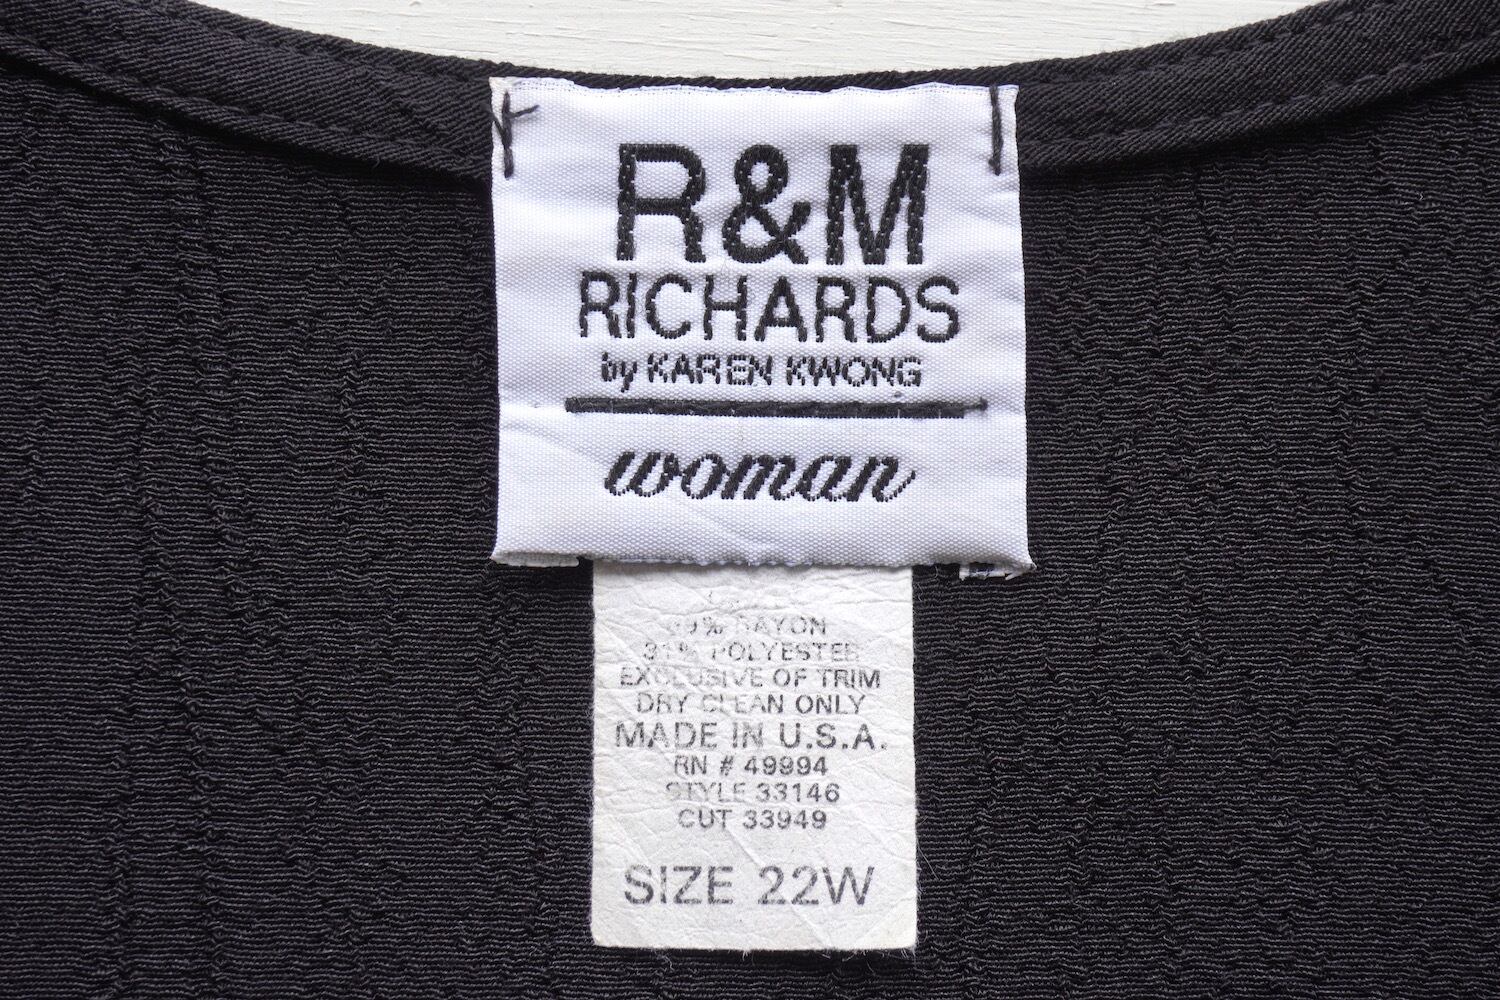 R&M
RICHARDS
by KAREN KWONG
woman
RAYON
31% POLYESTER
EXCLUSIVE OF TRIM
DRY CLEAN ONLY
MADE IN U.S.A.
RN # 49994
STYLE 33146
CUT 33949
SIZE 22W